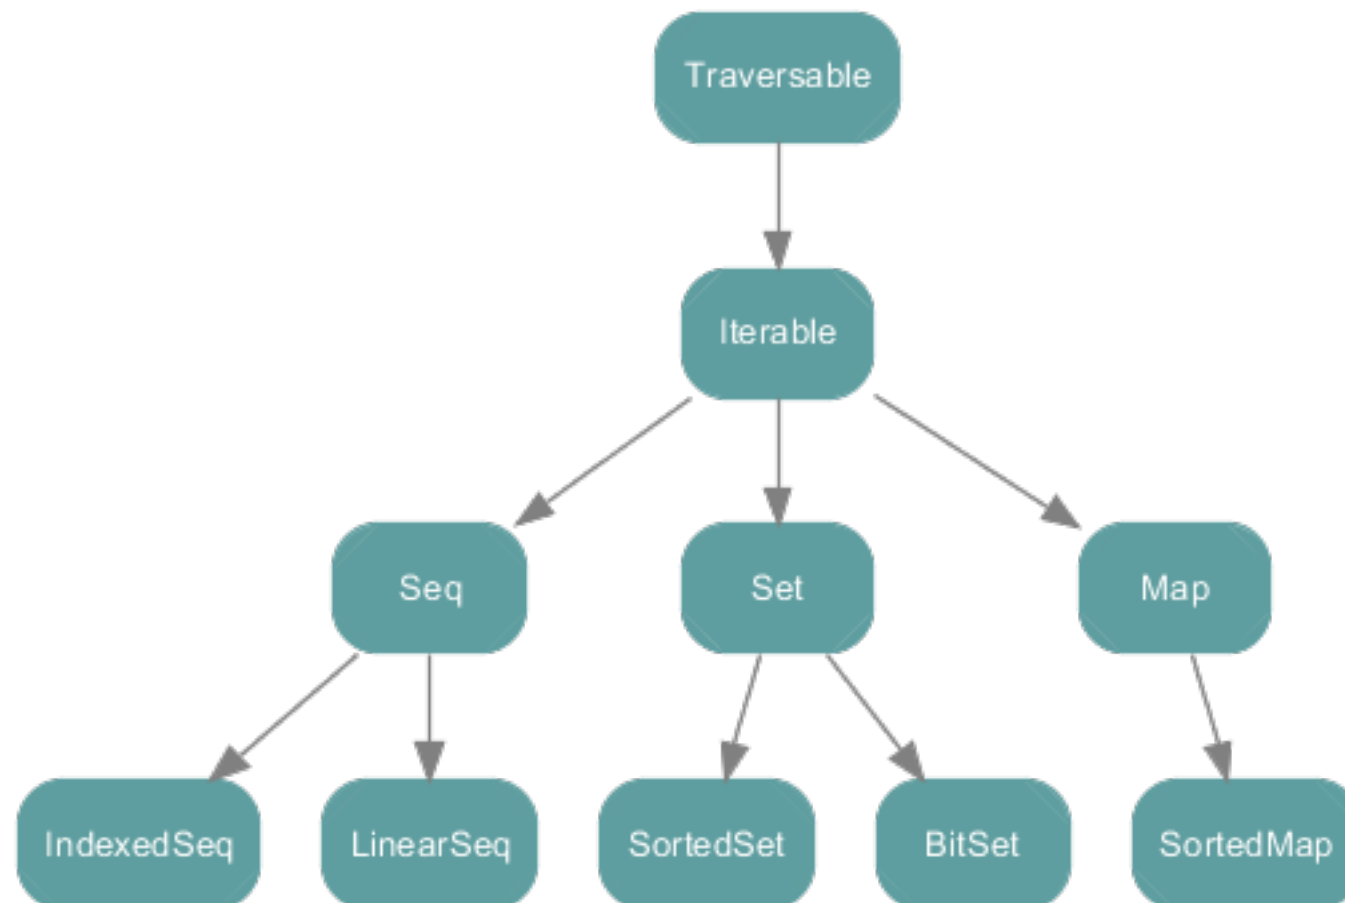 Traversable
Iterable
Seq
Set
Map
IndexedSeq
LinearSeq
SortedSet
BitSet
SortedMap